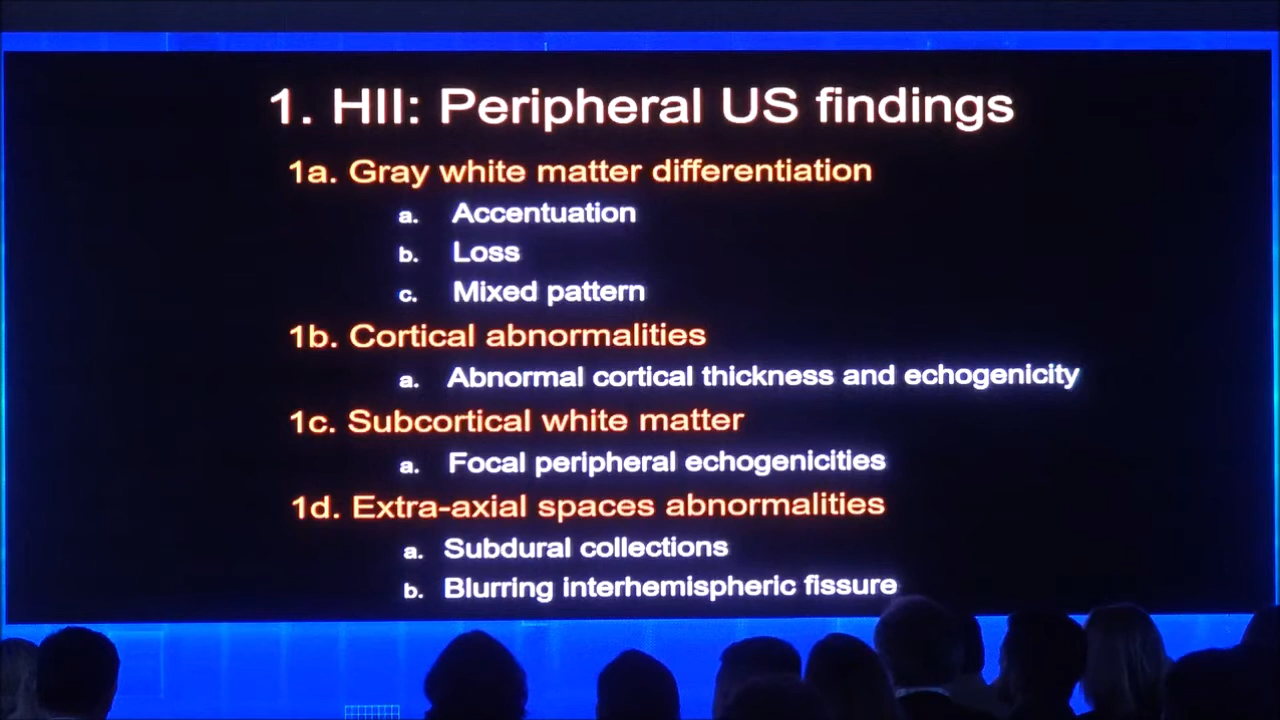 1. HII: Peripheral US findings
1a. Gray white matter differentiation
a. Accentuation
b. Loss
c. Mixed pattern
1b. Cortical abnormalities
a. Abnormal cortical thickness and echogenicity
1c. Subcortical white matter
a. Focal peripheral echogenicities
1d. Extra-axial spaces abnormalities
a. Subdural collections
b. Blurring interhemispheric fissure